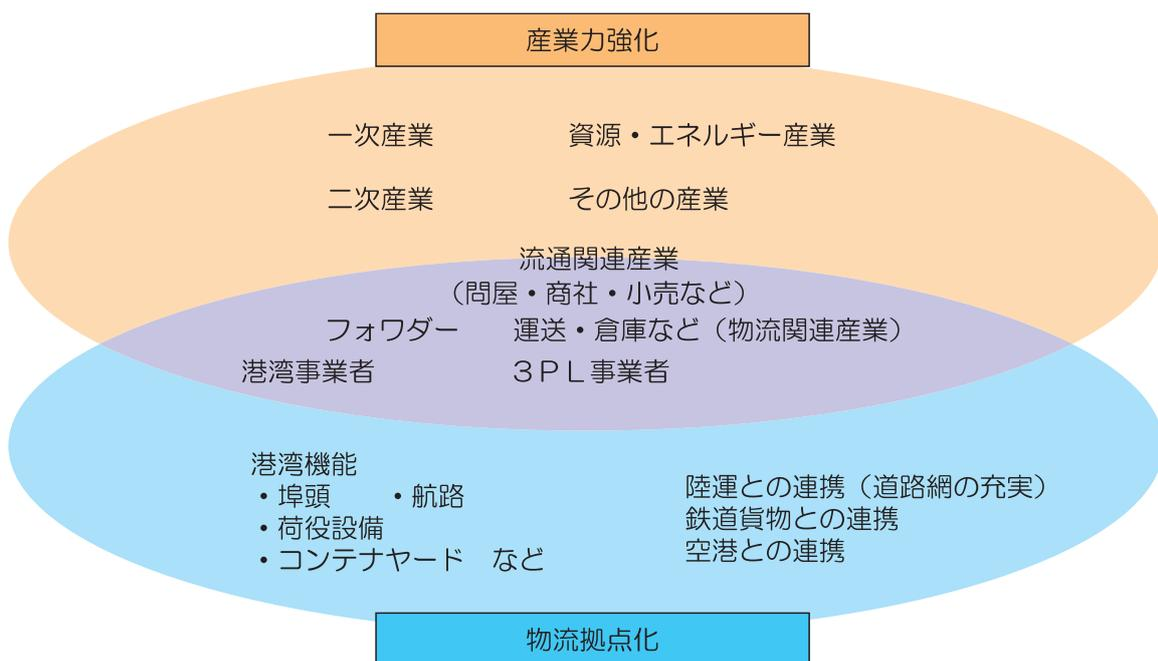 産業力強化
一次産業　資源・エネルギー産業
二次産業　その他の産業
流通関連産業
（問屋・商社・小売など）
フォワダー　運送・倉庫など（物流関連産業）
港湾事業者　３ＰＬ事業者
港湾機能
・埠頭　・航路
・荷役設備
・コンテナヤード　など
陸運との連携（道路網の充実）
鉄道貨物との連携
空港との連携
物流拠点化